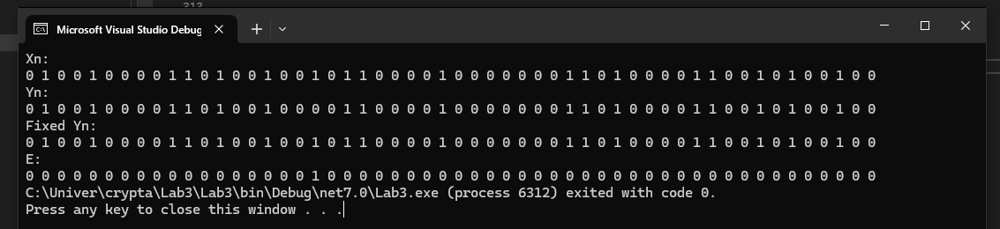 Microsoft Visual Studio Debug
Xn:
0 1 0 0 1 0 0 0 0 1 1 0 1 0 0 1 0 0 1 0 1 1 0 0 0 0 1 0 0 0 0 0 0 0 1 1 0 1 0 0 0 0 1 1 0 0 1 0 1 0 0 1 0 0
Yn:
0 1 0 0 1 0 0 0 0 1 1 0 1 0 0 1 0 0 0 0 1 1 0 0 0 0 1 0 0 0 0 0 0 0 1 1 0 1 0 0 0 0 1 1 0 0 1 0 1 0 0 1 0 0
Fixed Yn:
0 1 0 0 1 0 0 0 0 1 1 0 1 0 0 1 0 0 1 0 1 1 0 0 0 0 1 0 0 0 0 0 0 0 1 1 0 1 0 0 0 0 1 1 0 0 1 0 1 0 0 1 0 0
E:
0 0 0 0 0 0 0 0 0 0 0 0 0 0 0 0 0 0 1 0 0 0 0 0 0 0 0 0 0 0 0 0 0 0 0 0 0 0 0 0 0 0 0 0 0 0 0 0 0 0 0 0 0 0
C:\Univer\crypta\Lab3\Lab3\bin\Debug\net7.0\Lab3.exe (process 6312) exited with code 0.
Press any key to close this window . . .